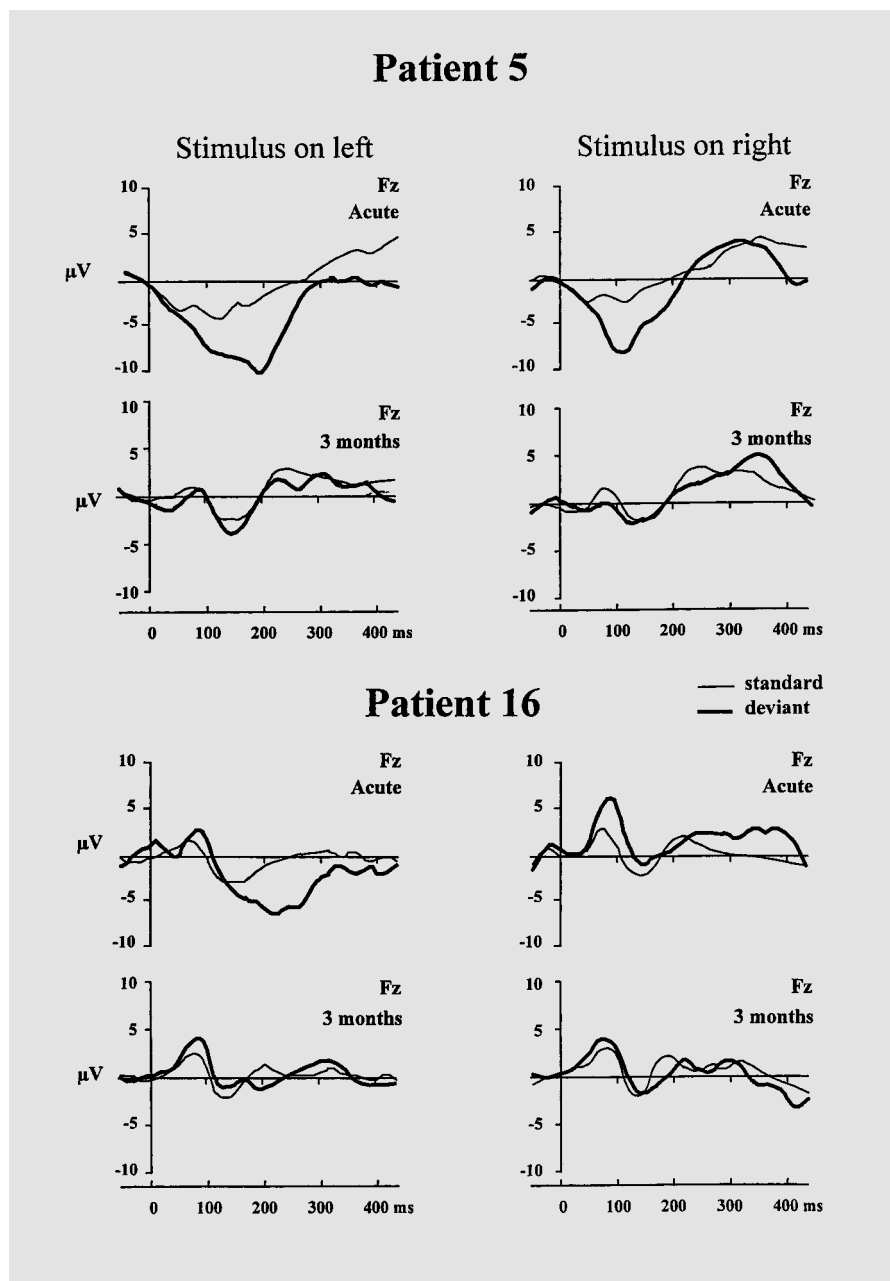 Patient 5
Stimulus on left Stimulus on right
10 Fz 10 Fz
Acute Acute
5 5
µV
-5 -5
-10 -10
10 Fz 10 Fz
3 months 3 months
5 5
µV
-5 -5
-10 -10
0 100 200 300 400 ms 0 100 200 300 400 ms
Patient 16
standard
deviant
10 Fz 10 Fz
Acute Acute
5 5
µV
-5 -5
-10 -10
10 Fz 10 Fz
3 months 3 months
5 5
µV
-5 -5
-10 -10
0 100 200 300 400 ms 0 100 200 300 400 ms